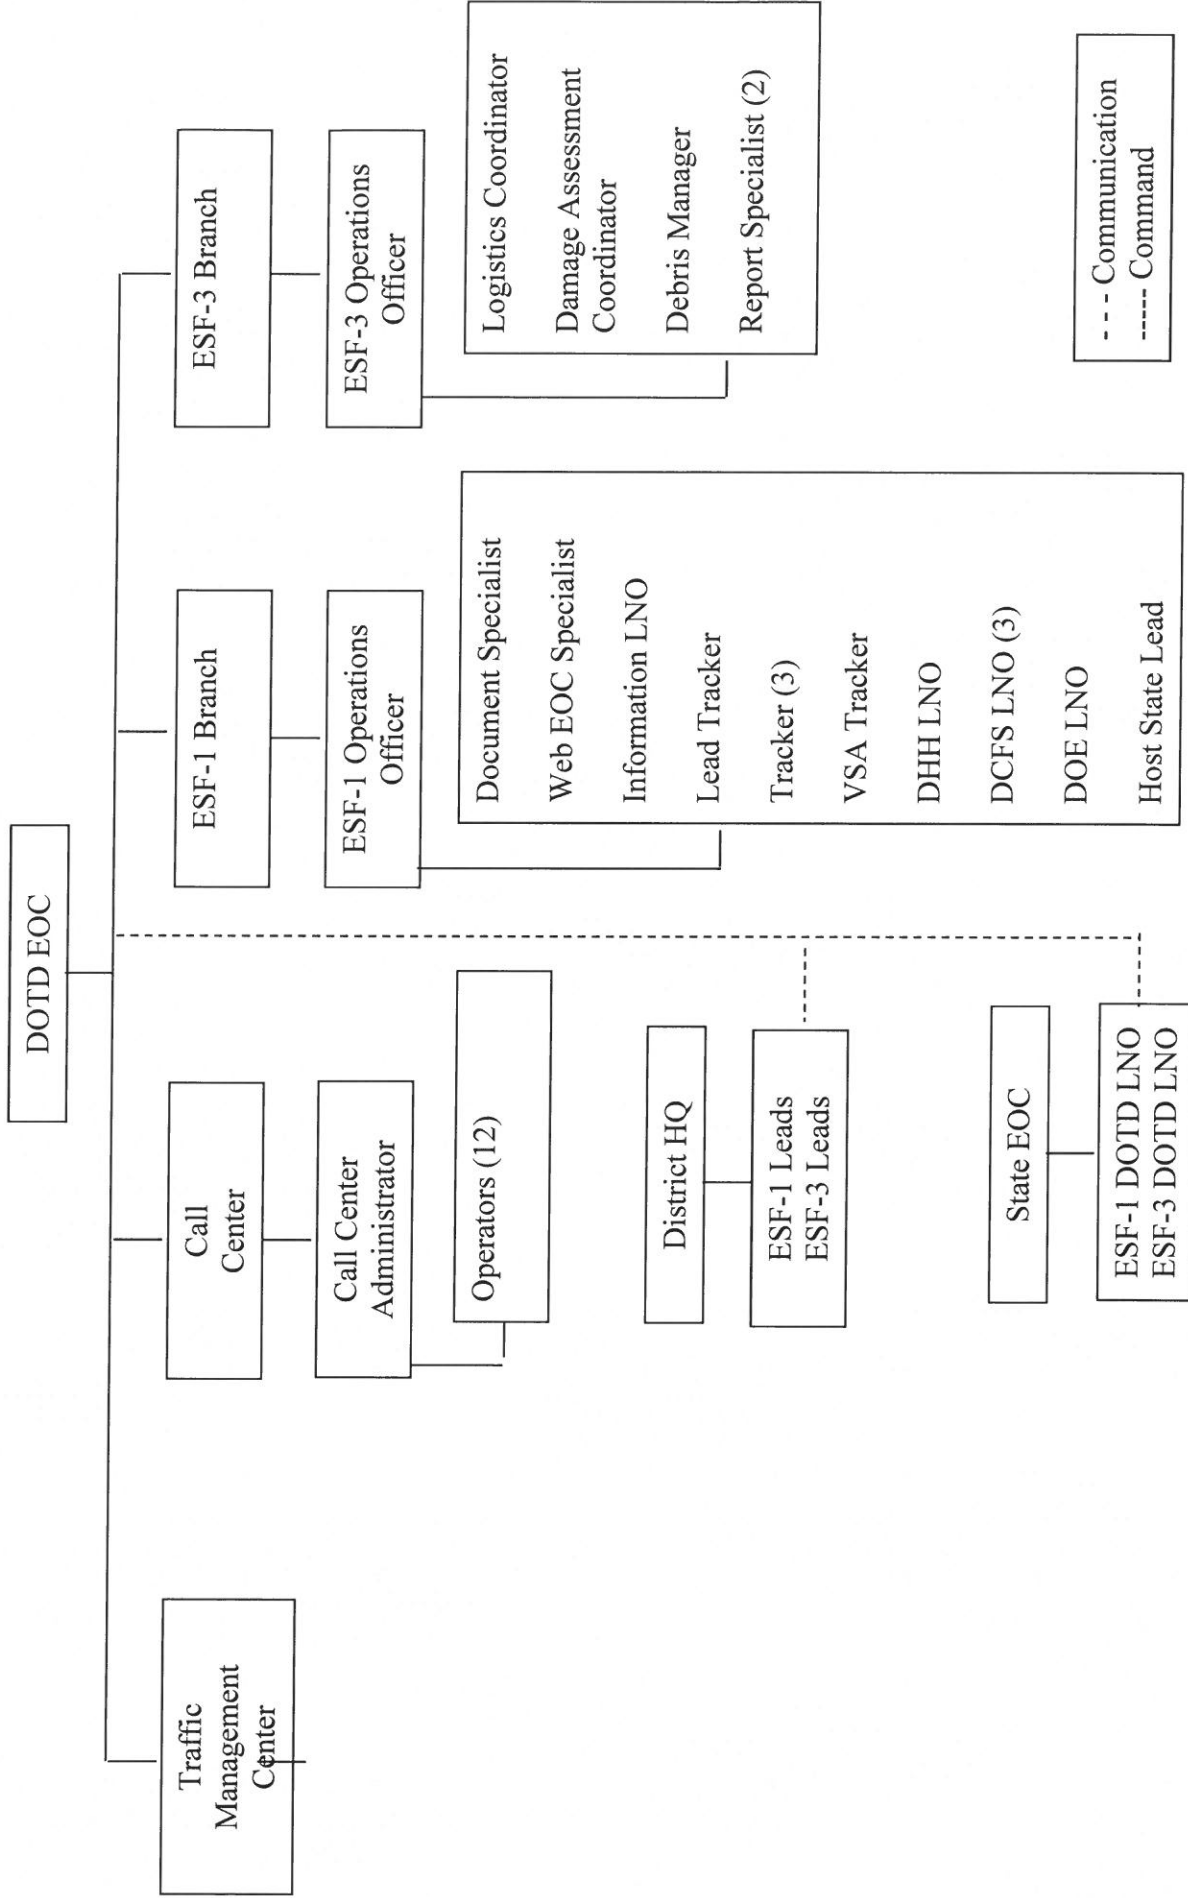 DOTD EOC
Traffic
Management
Center
Call
Center
Call Center
Administrator
Operators (12)
District HQ
ESF-1 Leads
ESF-3 Leads
State EOC
ESF-1 DOTD LNO
ESF-3 DOTD LNO
ESF-1 Branch
ESF-1 Operations
Officer
Document Specialist
Web EOC Specialist
Information LNO
Lead Tracker
Tracker (3)
VSA Tracker
DHH LNO
DCFS LNO (3)
DOE LNO
Host State Lead
ESF-3 Branch
ESF-3 Operations
Officer
Logistics Coordinator
Damage Assessment
Coordinator
Debris Manager
Report Specialist (2)
- - - Communication
----- Command